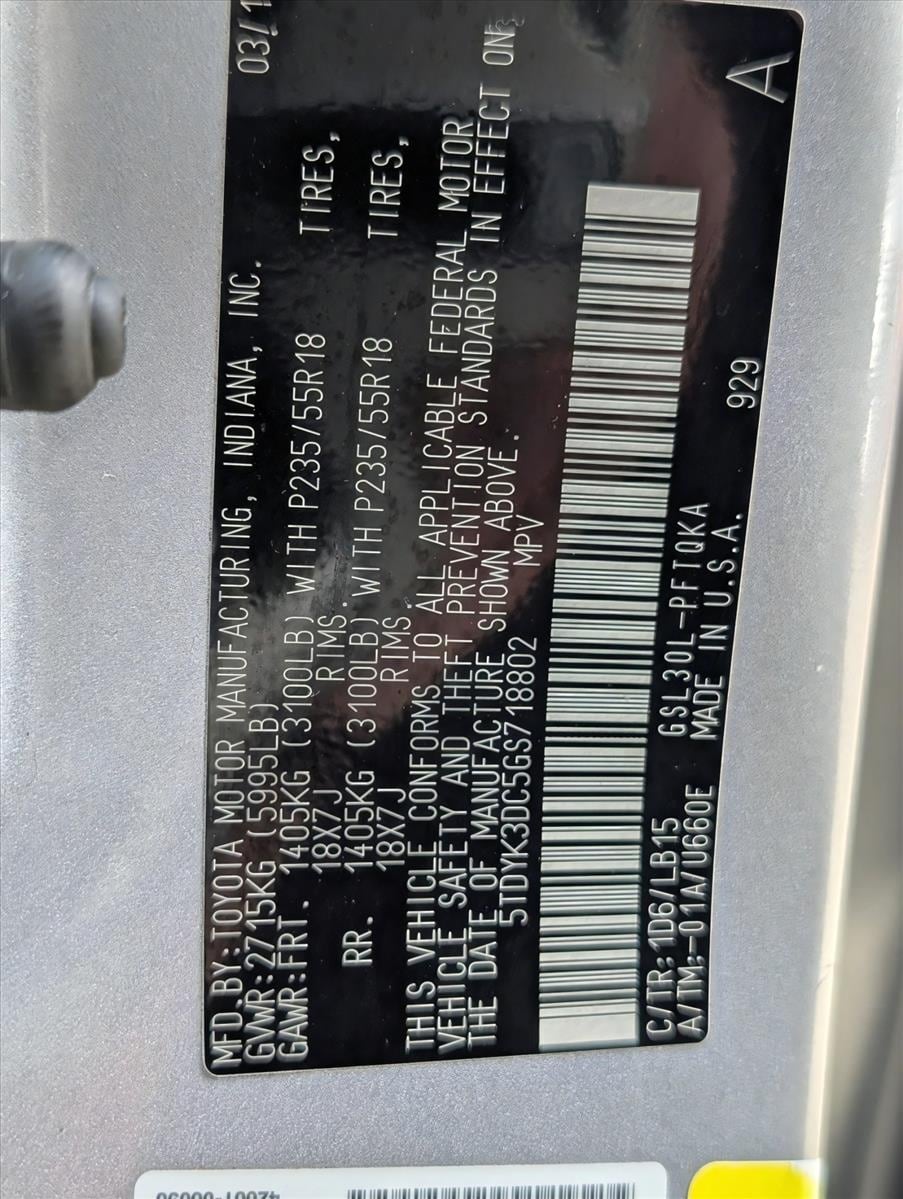 MFD.BY:TOYOTA MOTOR MANUFACTURING, INDIANA, INC. 03/1
GVWR:2715KG(5995LB)
GAWR:FRT. 1405KG (3100LB) WITH P235/55R18 TIRES,
18X7J RIMS.
RR. 1405KG (3100LB) WITH P235/55R18 TIRES,
18X7J RIMS.
THIS VEHICLE CONFORMS TO ALL APPLICABLE FEDERAL MOTOR
VEHICLE SAFETY AND THEFT PREVENTION STANDARDS IN EFFECT ON
THE DATE OF MANUFACTURE SHOWN ABOVE.
5TDYK3DC5GS718802 MPV
C/TR:1D6/LB15 GSL30L-PFTQKA 929
A/TM:-01A/U660E MADE IN U.S.A. A